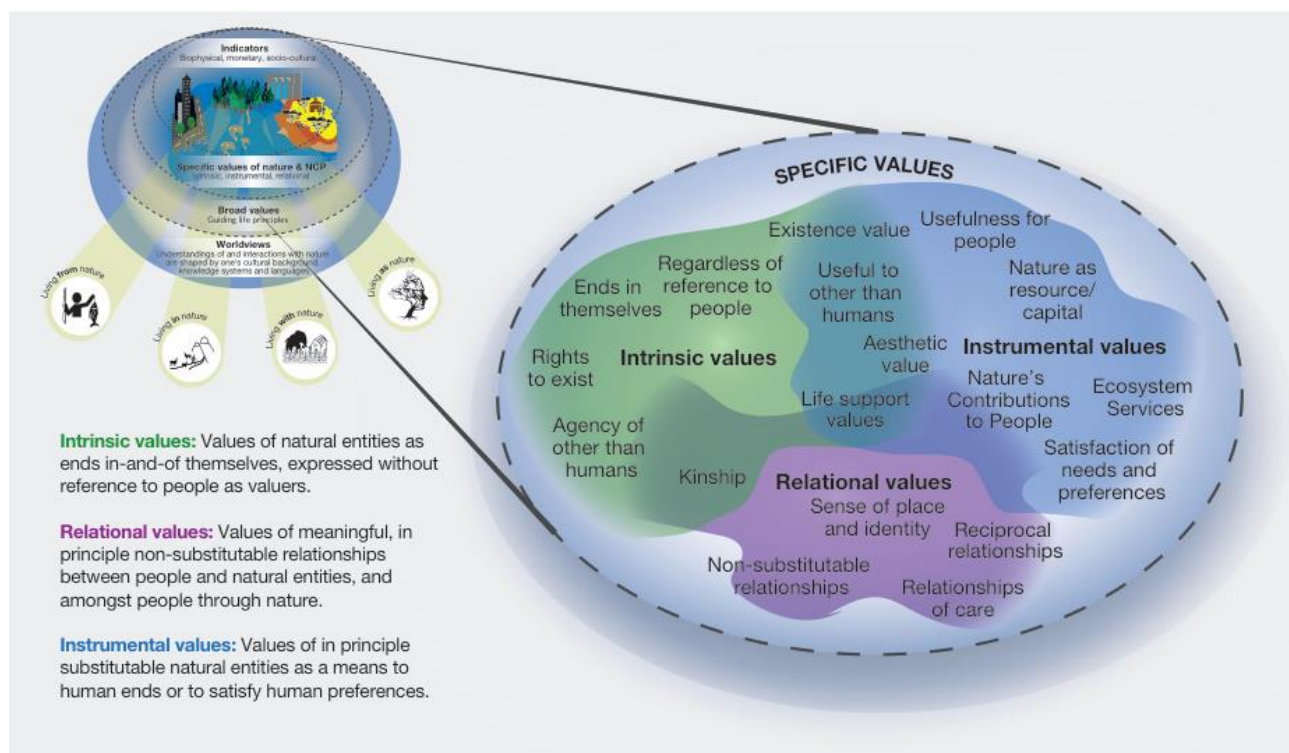 Indicators
Biophysical, monetary, socio-cultural
Specific values of nature & NCP
Intrinsic, instrumental, relational
Broad values
Guiding life principles
Worldviews
Understandings of and interactions with nature
are shaped by one's cultural background,
knowledge systems and languages
Living from nature
Living in nature
Living with nature
Living as nature
Intrinsic values: Values of natural entities as
ends in-and-of themselves, expressed without
reference to people as valuers.
Relational values: Values of meaningful, in
principle non-substitutable relationships
between people and natural entities, and
amongst people through nature.
Instrumental values: Values of in principle
substitutable natural entities as a means to
human ends or to satisfy human preferences.
SPECIFIC VALUES
Existence value
Usefulness for
people
Ends in
themselves
Regardless of
reference to
people
Useful to
other than
humans
Nature as
resource/
capital
Rights
to exist
Intrinsic values
Aesthetic
value
Instrumental values
Agency of
other than
humans
Life support
values
Nature's
Contributions
to People
Ecosystem
Services
Kinship
Relational values
Sense of place
and identity
Satisfaction of
needs and
preferences
Non-substitutable
relationships
Reciprocal
relationships
Relationships
of care